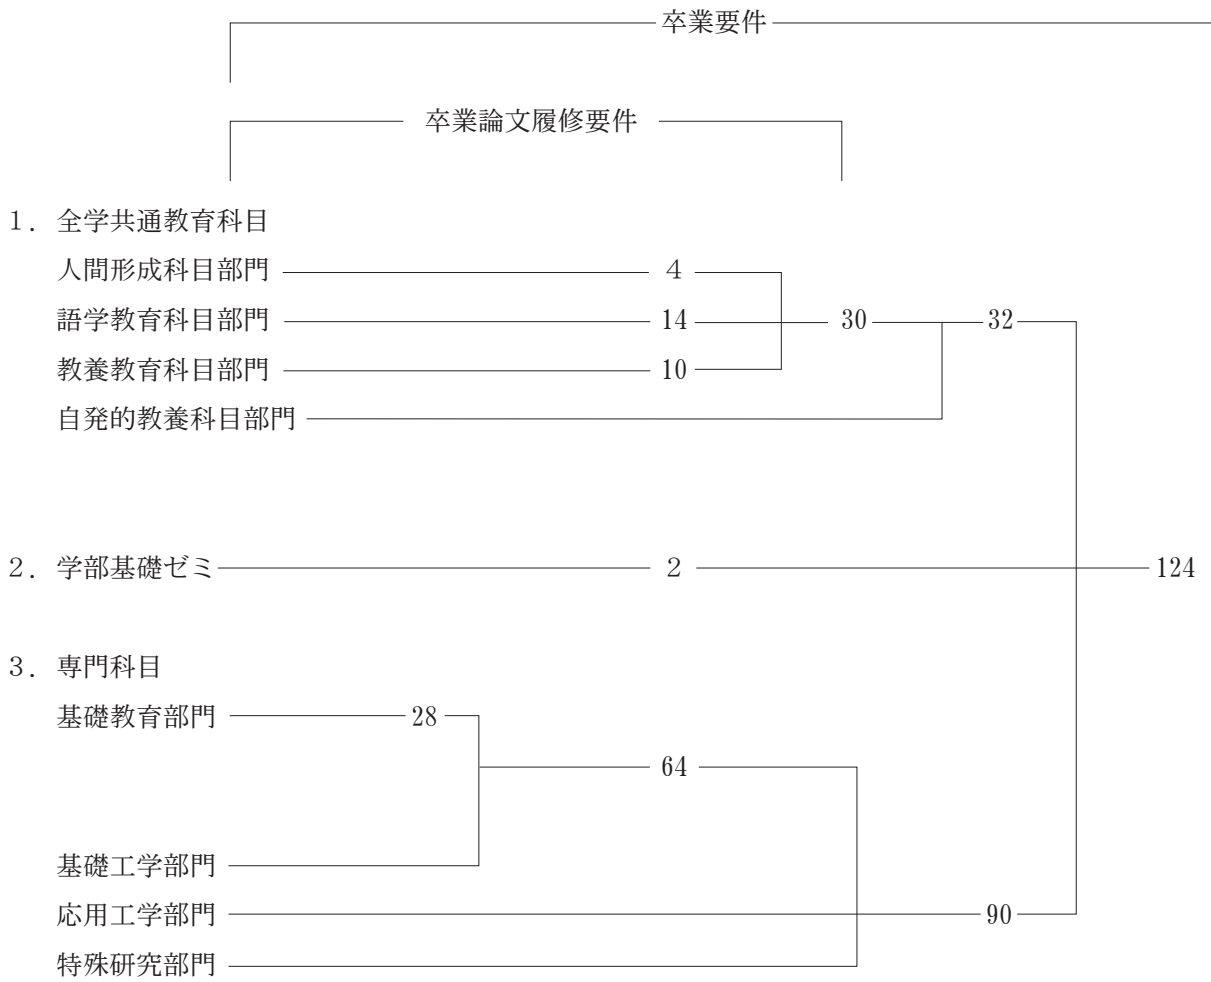 卒業要件
卒業論文履修要件
１．全学共通教育科目
人間形成科目部門 4
語学教育科目部門 14 30 32
教養教育科目部門 10
自発的教養科目部門
２．学部基礎ゼミ 2 124
３．専門科目
基礎教育部門 28
64
基礎工学部門
応用工学部門 90
特殊研究部門